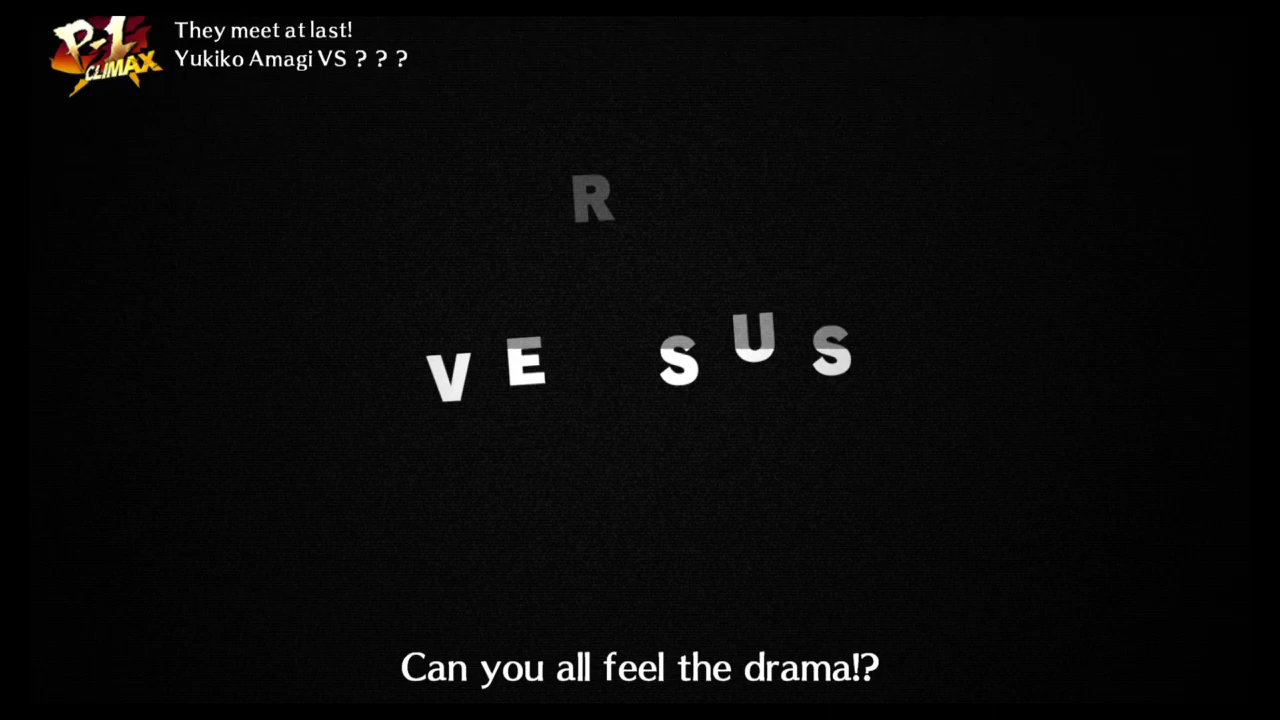 P-1
CLIMAX
They meet at last!
Yukiko Amagi VS ? ? ?
R
VE SUS
Can you all feel the drama!?